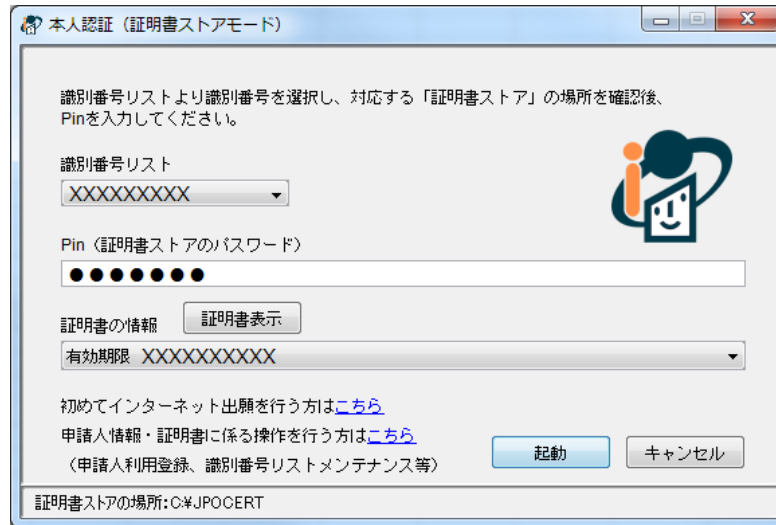 本人認証（証明書ストアモード）
識別番号リストより識別番号を選択し、対応する「証明書ストア」の場所を確認後、
Pinを入力してください。
識別番号リスト
XXXXXXXXX
Pin（証明書ストアのパスワード）
●●●●●●●
証明書の情報 証明書表示
有効期限 XXXXXXXXXX
初めてインターネット出願を行う方はこちら
申請人情報・証明書に係る操作を行う方はこちら
（申請人利用登録、識別番号リストメンテナンス等）
起動 キャンセル
証明書ストアの場所:C:¥JPOCERT